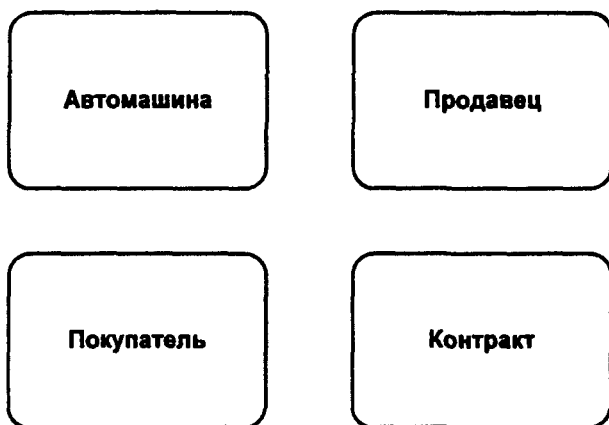 Автомашина
Продавец
Покупатель
Контракт